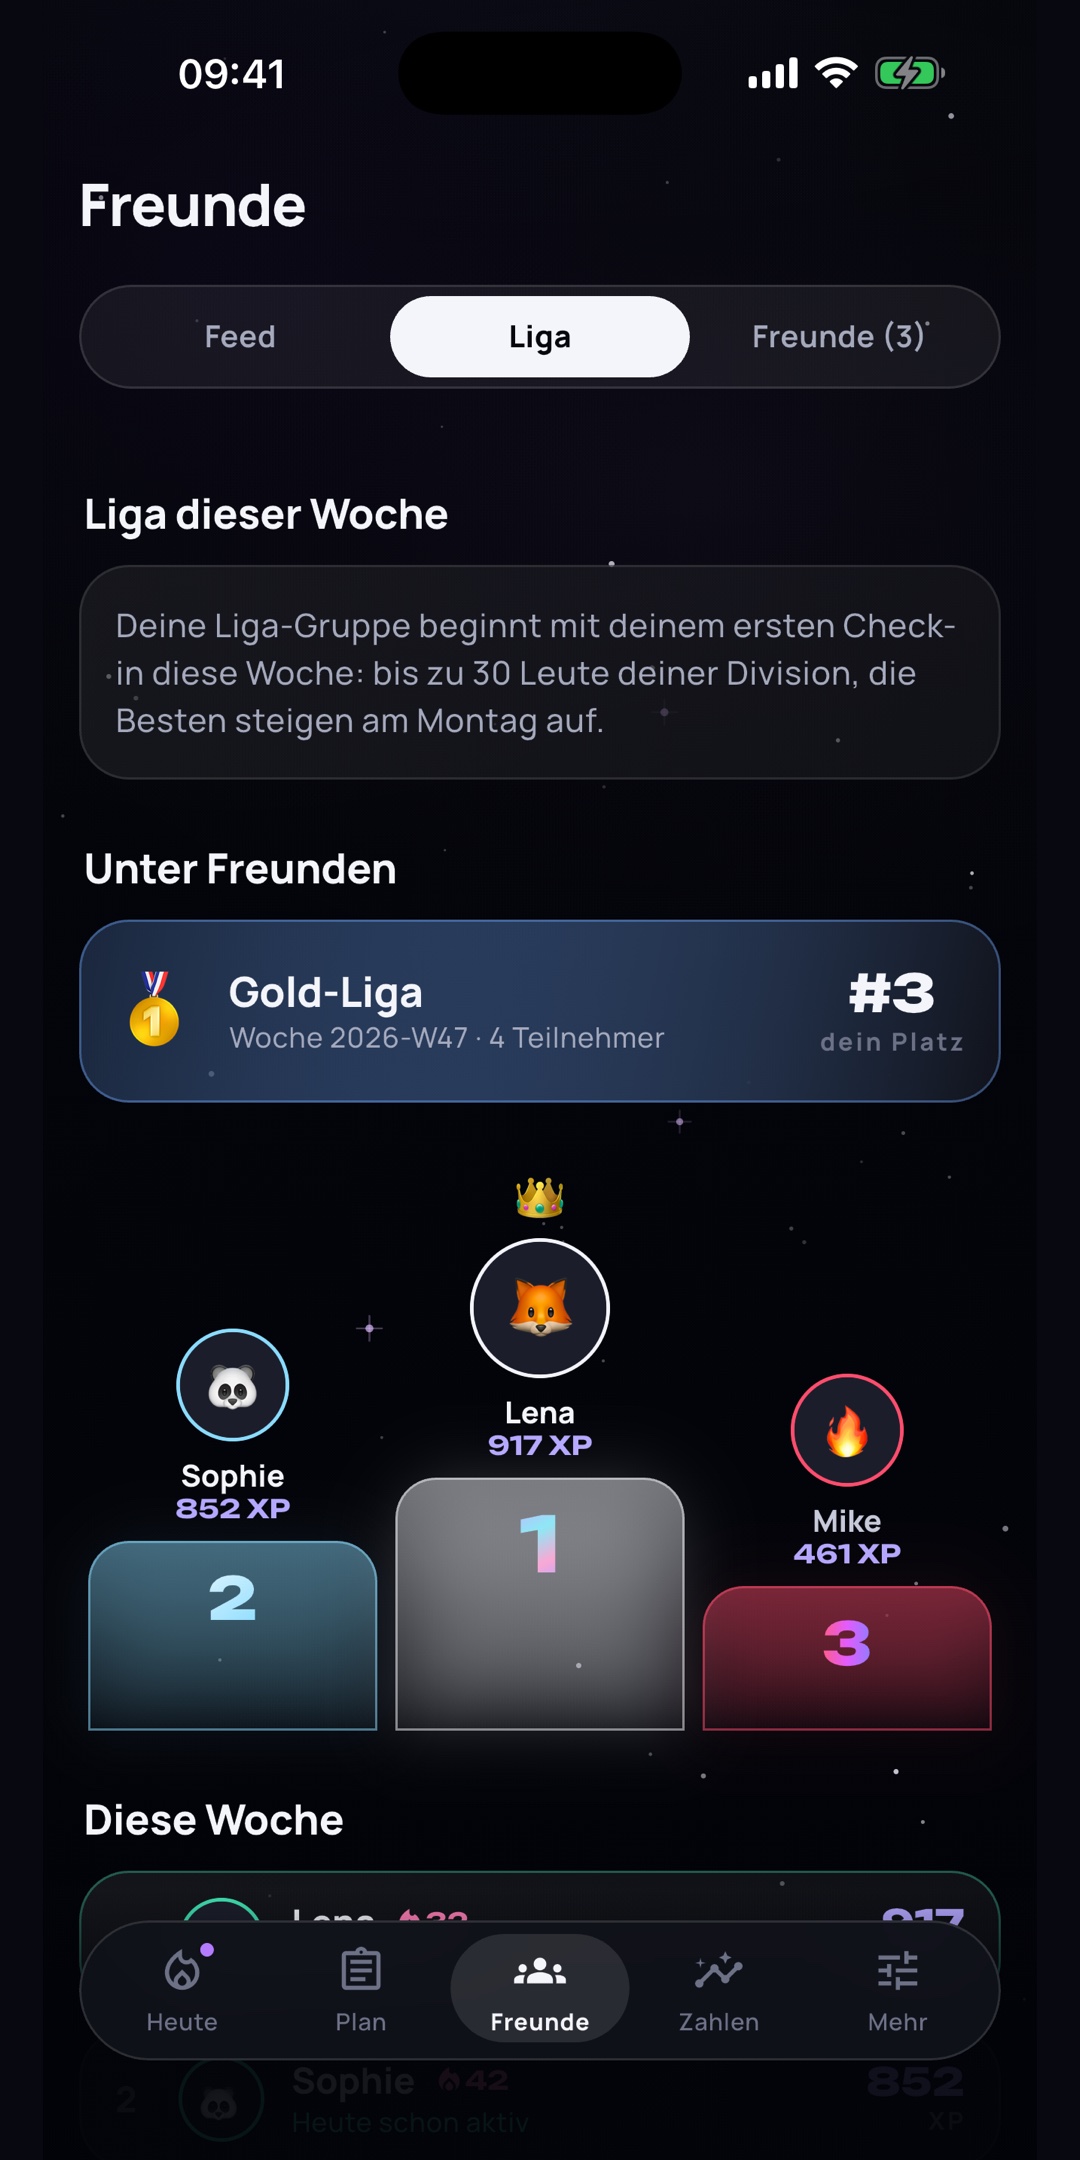 09:41
Freunde
Feed
Liga
Freunde (3)
Liga dieser Woche
Deine Liga-Gruppe beginnt mit deinem ersten Check-
in diese Woche: bis zu 30 Leute deiner Division, die
Besten steigen am Montag auf.
Unter Freunden
1
Gold-Liga
Woche 2026-W47 · 4 Teilnehmer
#3
dein Platz
Lena
917 XP
Sophie
852 XP
Mike
461 XP
1
2
3
Diese Woche
Lena
917
Heute
Plan
Freunde
Zahlen
Mehr
2
Sophie
42
852
Heute schon aktiv
XP